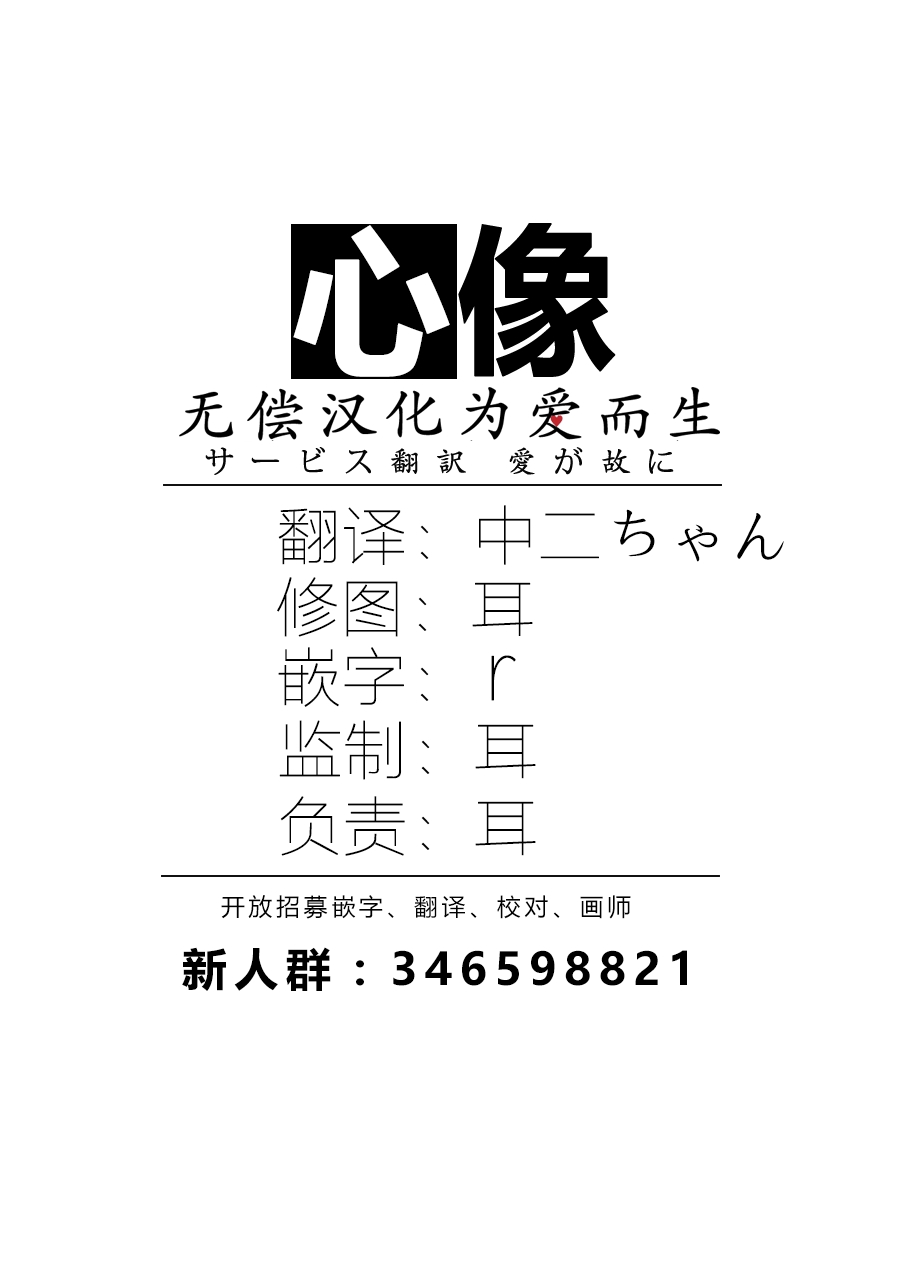 心像
无偿汉化为爱而生
サービス翻訳 愛が故に
翻译：中二ちゃん
修图：耳
嵌字：r
监制：耳
负责：耳
开放招募嵌字、翻译、校对、画师
新人群：346598821